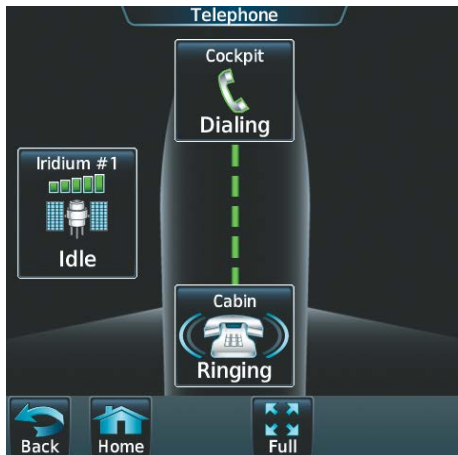 Telephone
Cockpit
Dialing
Iridium #1
Idle
Cabin
Ringing
Back
Home
Full